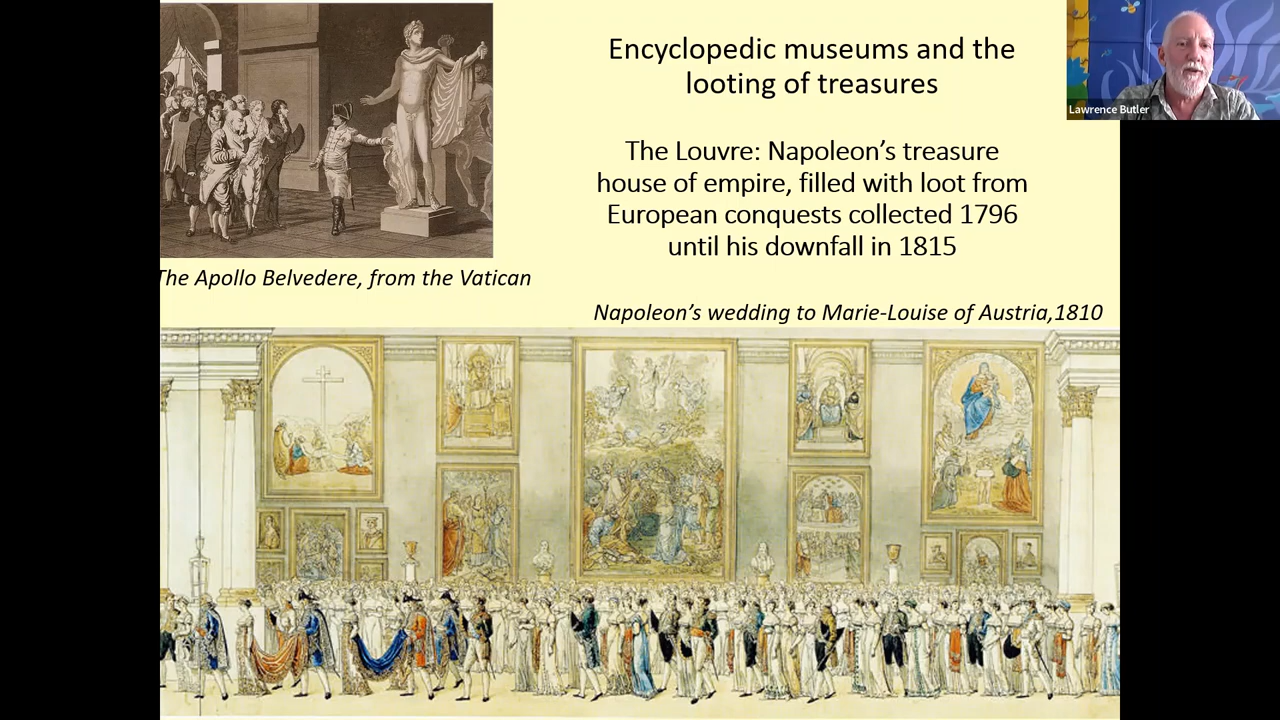 Encyclopedic museums and the
looting of treasures
The Louvre: Napoleon's treasure
house of empire, filled with loot from
European conquests collected 1796
until his downfall in 1815
The Apollo Belvedere, from the Vatican
Napoleon's wedding to Marie-Louise of Austria,1810
Lawrence Butler